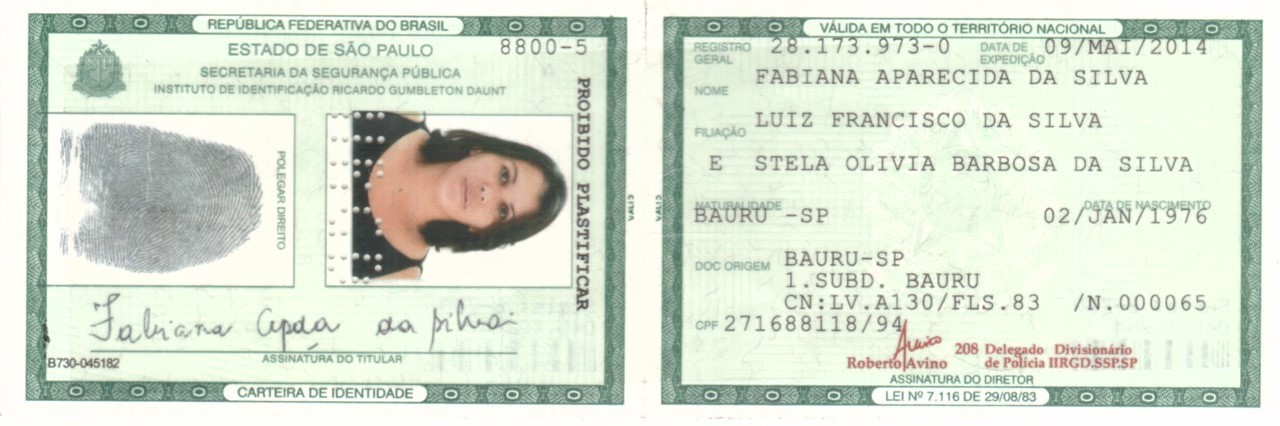 REPÚBLICA FEDERATIVA DO BRASIL
ESTADO DE SÃO PAULO
8800-5
SECRETARIA DA SEGURANÇA PÚBLICA
INSTITUTO DE IDENTIFICAÇÃO RICARDO GUMBLETON DAUNT
POLEGAR DIREITO
PROIBIDO PLASTIFICAR
Fabiana Apda da Silva
ASSINATURA DO TITULAR
B730-045182
CARTEIRA DE IDENTIDADE
VÁLIDA EM TODO O TERRITÓRIO NACIONAL
REGISTRO GERAL 28.173.973-0 DATA DE EXPEDIÇÃO 09/MAI/2014
NOME FABIANA APARECIDA DA SILVA
FILIAÇÃO LUIZ FRANCISCO DA SILVA
E STELA OLIVIA BARBOSA DA SILVA
NATURALIDADE DATA DE NASCIMENTO
BAURU -SP 02/JAN/1976
DOC ORIGEM BAURU-SP
1.SUBD. BAURU
CN:LV.A130/FLS.83 /N.000065
CPF 271688118/94
Roberto Avino 208 Delegado Divisionário
de Polícia IIRGD.SSP.SP
ASSINATURA DO DIRETOR
LEI Nº 7.116 DE 29/08/83